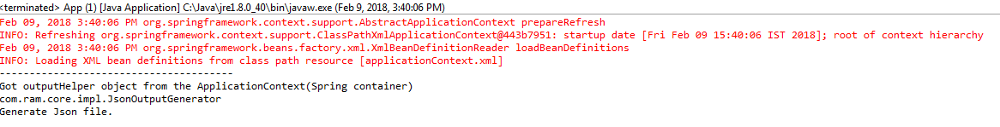 <terminated> App (1) [Java Application] C:\Java\jre1.8.0_40\bin\javaw.exe (Feb 9, 2018, 3:40:06 PM)
Feb 09, 2018 3:40:06 PM org.springframework.context.support.AbstractApplicationContext prepareRefresh
INFO: Refreshing org.springframework.context.support.ClassPathXmlApplicationContext@443b7951: startup date [Fri Feb 09 15:40:06 IST 2018]; root of context hierarchy
Feb 09, 2018 3:40:06 PM org.springframework.beans.factory.xml.XmlBeanDefinitionReader loadBeanDefinitions
INFO: Loading XML bean definitions from class path resource [applicationContext.xml]
---------------------------------------
Got outputHelper object from the ApplicationContext(Spring container)
com.ram.core.impl.JsonOutputGenerator
Generate Json file.